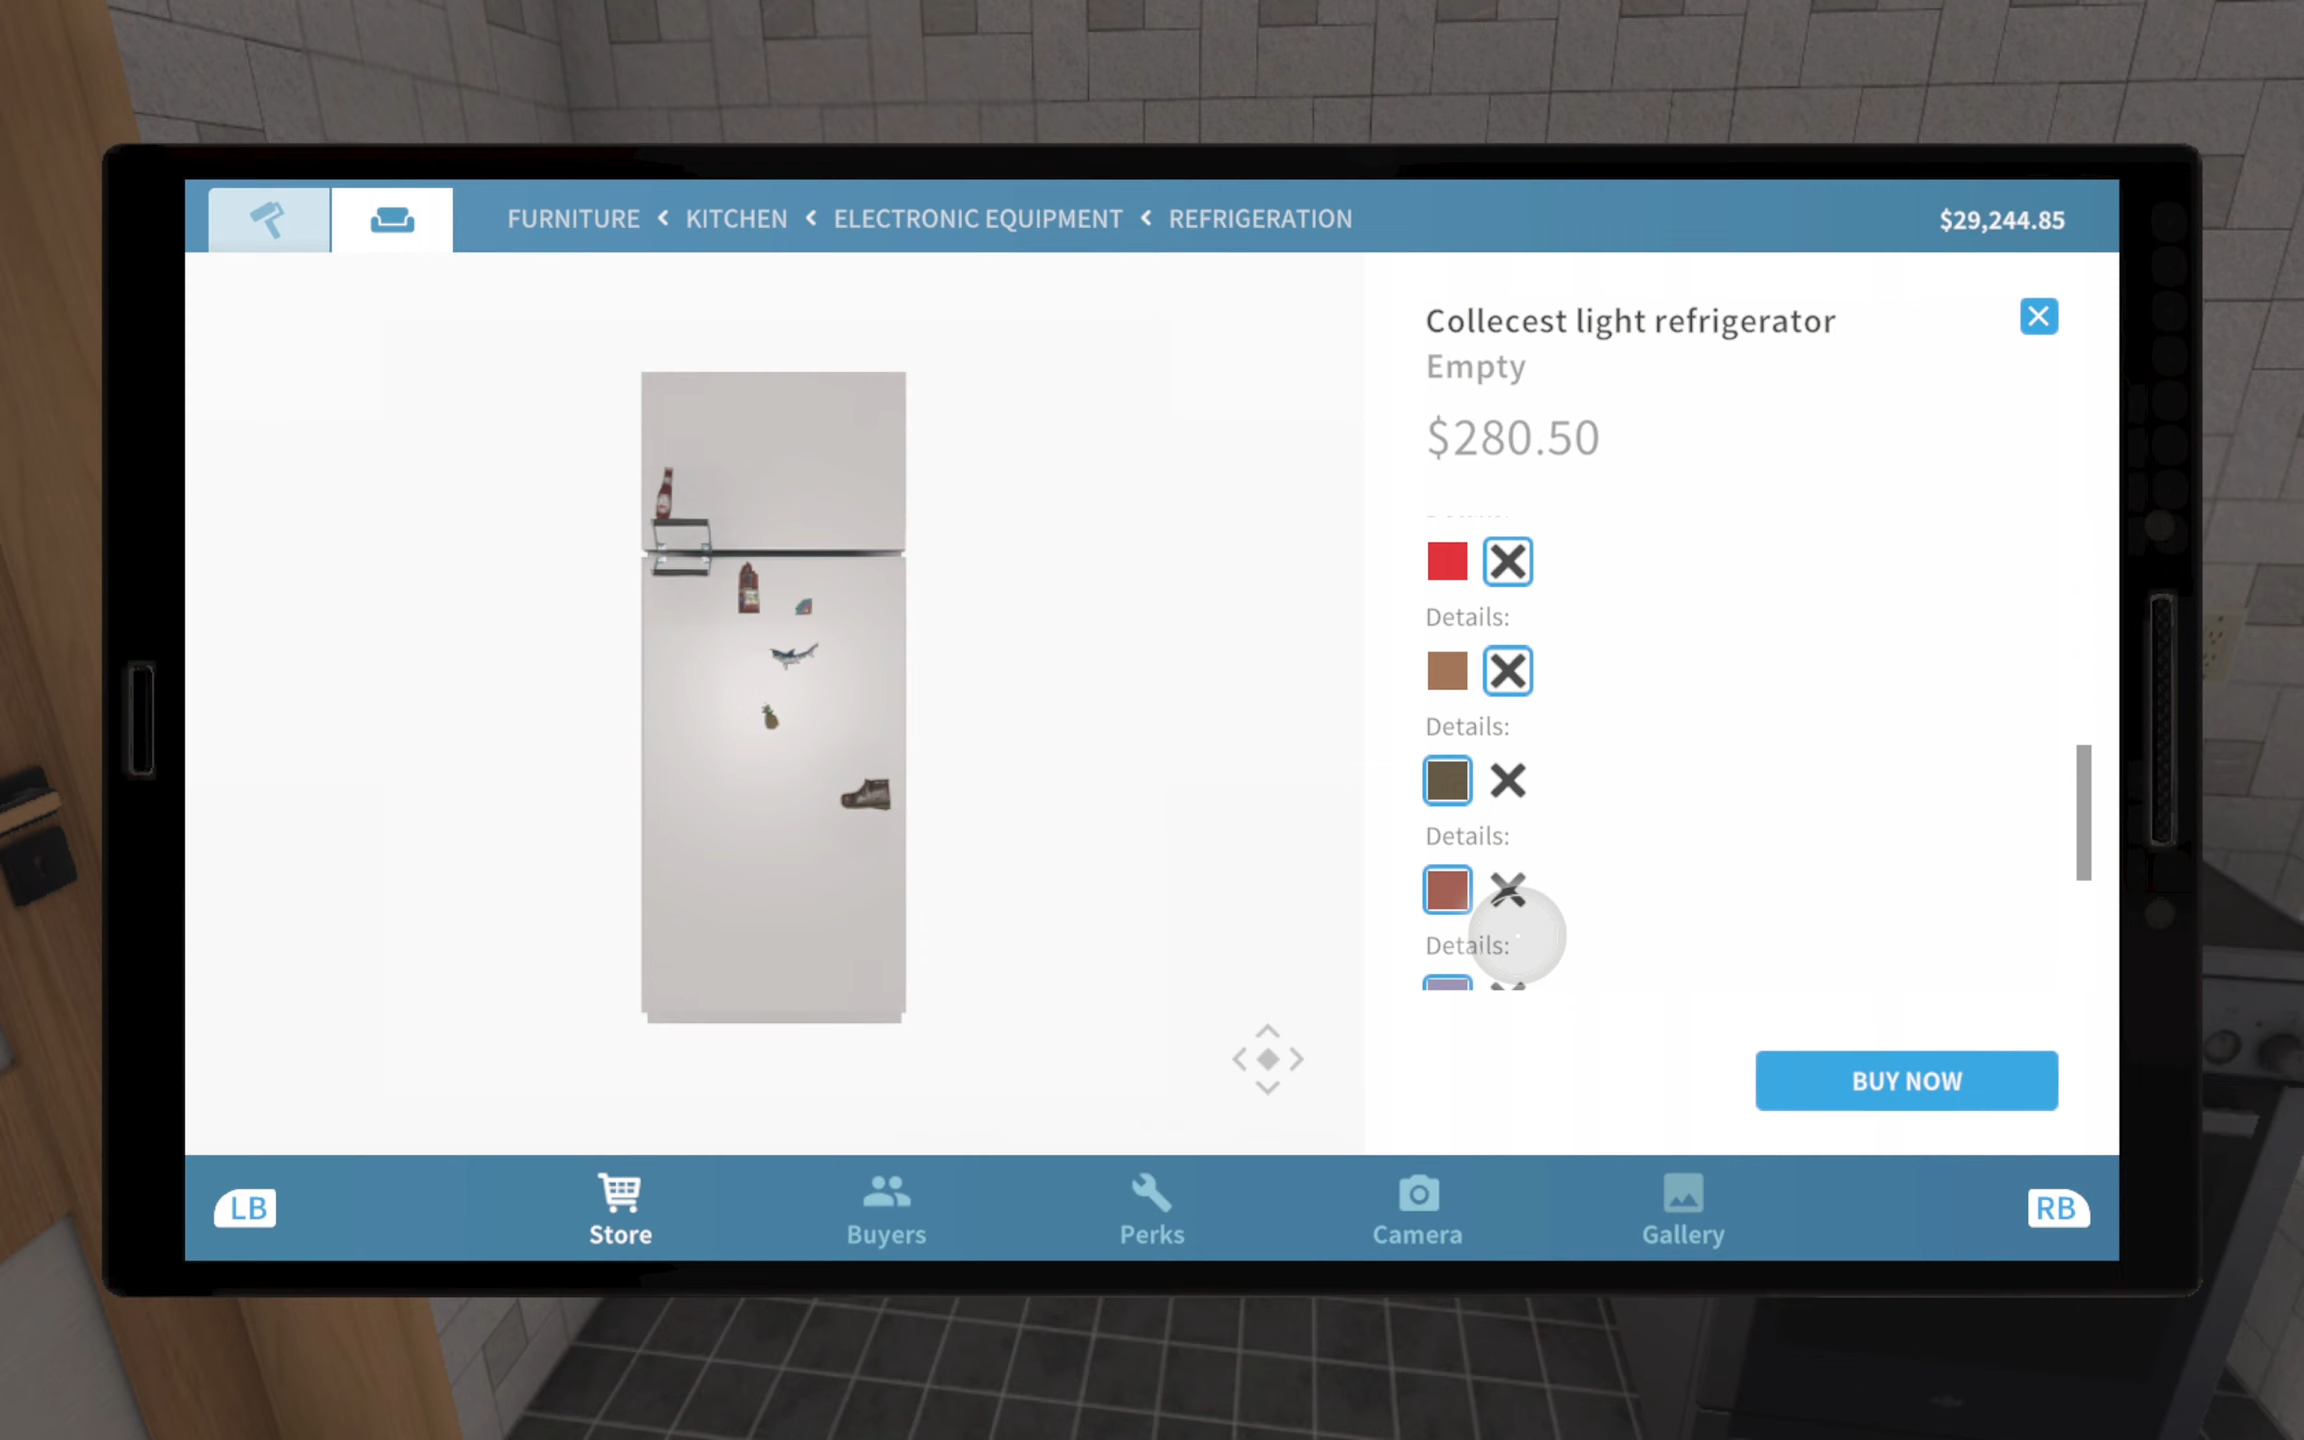 FURNITURE < KITCHEN < ELECTRONIC EQUIPMENT < REFRIGERATION
$29,244.85
Collecest light refrigerator
Empty
$280.50
Details:
Details:
Details:
Details:
Details:
BUY NOW
LB
Store
Buyers
Perks
Camera
Gallery
RB